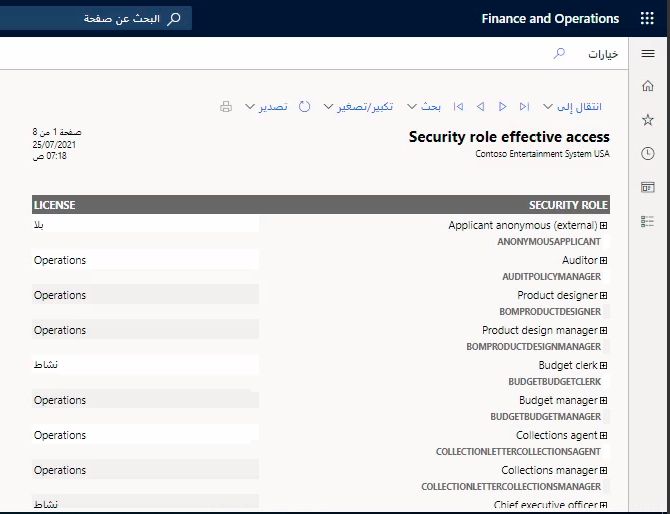 Finance and Operations
البحث عن صفحة
خيارات
انتقال إلى
بحث
تكبير/تصغير
تصدير
صفحة 1 من 8
25/07/2021
07:18 ص
Security role effective access
Contoso Entertainment System USA
SECURITY ROLE LICENSE
Applicant anonymous (external) بلا
ANONYMOUSAPPLICANT
Auditor Operations
AUDITPOLICYMANAGER
Product designer Operations
BOMPRODUCTDESIGNER
Product design manager Operations
BOMPRODUCTDESIGNMANAGER
Budget clerk نشاط
BUDGETBUDGETCLERK
Budget manager Operations
BUDGETBUDGETMANAGER
Collections agent Operations
COLLECTIONLETTERCOLLECTIONSAGENT
Collections manager Operations
COLLECTIONLETTERCOLLECTIONSMANAGER
Chief executive officer نشاط